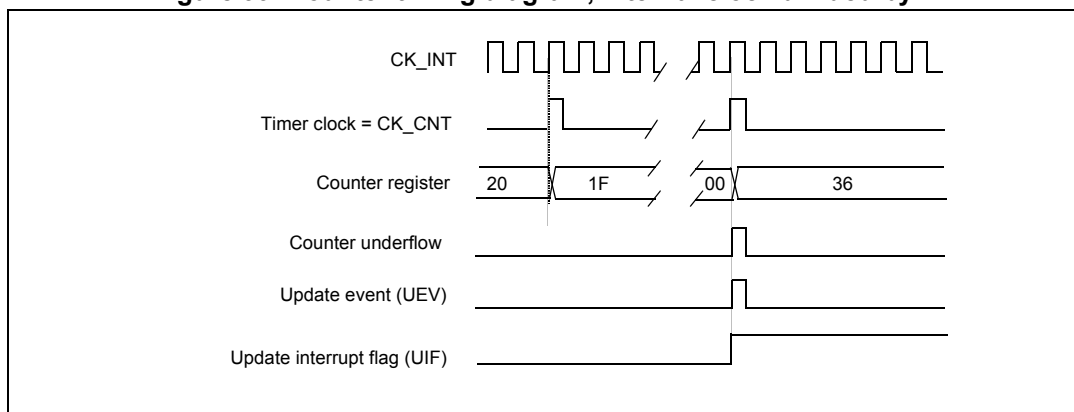 CK_INT
Timer clock = CK_CNT
Counter register 20 1F 00 36
Counter underflow
Update event (UEV)
Update interrupt flag (UIF)